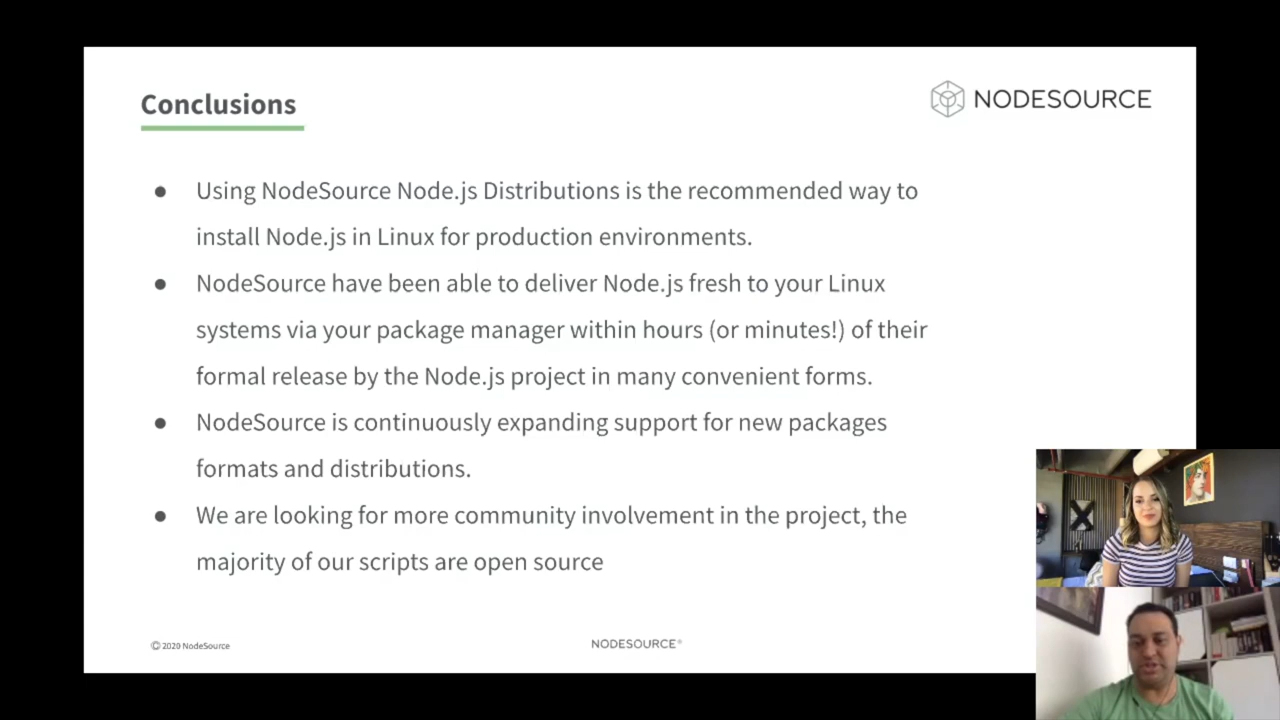 Conclusions
NODESOURCE
● Using NodeSource Node.js Distributions is the recommended way to
install Node.js in Linux for production environments.
● NodeSource have been able to deliver Node.js fresh to your Linux
systems via your package manager within hours (or minutes!) of their
formal release by the Node.js project in many convenient forms.
● NodeSource is continuously expanding support for new packages
formats and distributions.
● We are looking for more community involvement in the project, the
majority of our scripts are open source
© 2020 NodeSource
NODESOURCE®